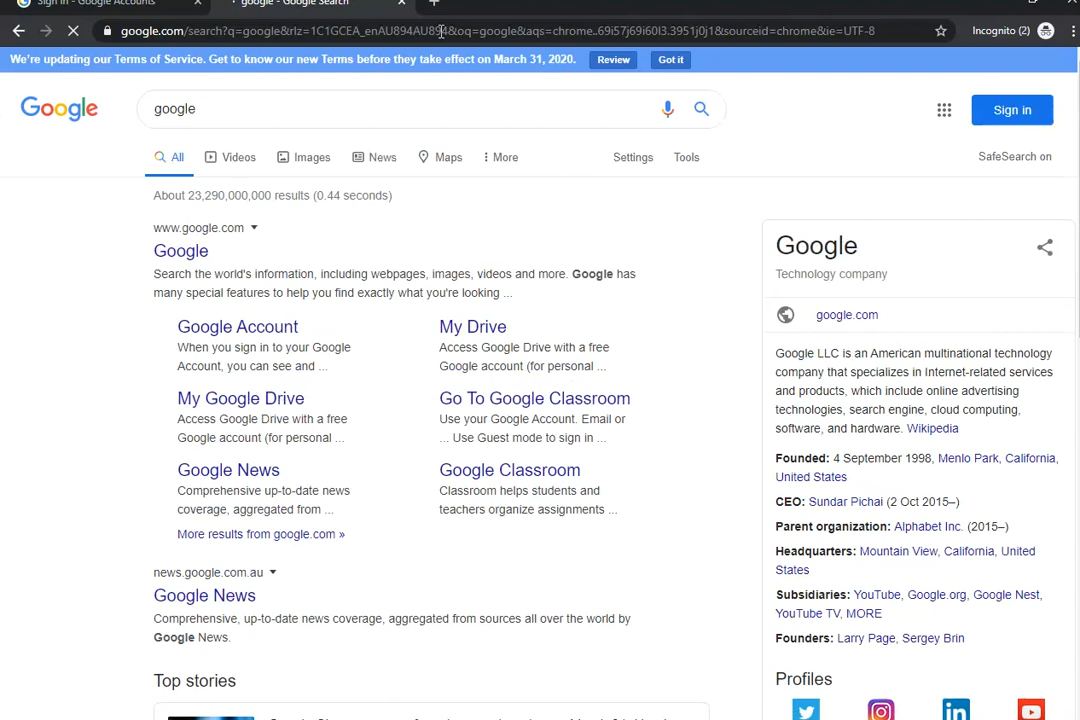 Sign in - Google Accounts
google - Google Search
google.com/search?q=google&rlz=1C1GCEA_enAU894AU894&oq=google&aqs=chrome..69i57j69i60l3.3951j0j1&sourceid=chrome&ie=UTF-8
Incognito (2)
We're updating our Terms of Service. Get to know our new Terms before they take effect on March 31, 2020.
Review
Got it
Google
google
Sign in
All
Videos
Images
News
Maps
More
Settings
Tools
SafeSearch on
About 23,290,000,000 results (0.44 seconds)
www.google.com
Google
Search the world's information, including webpages, images, videos and more. Google has
many special features to help you find exactly what you're looking ...
Google Account
When you sign in to your Google
Account, you can see and ...
My Drive
Access Google Drive with a free
Google account (for personal ...
My Google Drive
Access Google Drive with a free
Google account (for personal ...
Go To Google Classroom
Use your Google Account. Email or
... Use Guest mode to sign in ...
Google News
Comprehensive up-to-date news
coverage, aggregated from ...
Google Classroom
Classroom helps students and
teachers organize assignments ...
More results from google.com »
news.google.com.au
Google News
Comprehensive, up-to-date news coverage, aggregated from sources all over the world by
Google News.
Top stories
Google
Technology company
google.com
Google LLC is an American multinational technology
company that specializes in Internet-related services
and products, which include online advertising
technologies, search engine, cloud computing,
software, and hardware. Wikipedia
Founded: 4 September 1998, Menlo Park, California,
United States
CEO: Sundar Pichai (2 Oct 2015–)
Parent organization: Alphabet Inc. (2015–)
Headquarters: Mountain View, California, United
States
Subsidiaries: YouTube, Google.org, Google Nest,
YouTube TV, MORE
Founders: Larry Page, Sergey Brin
Profiles